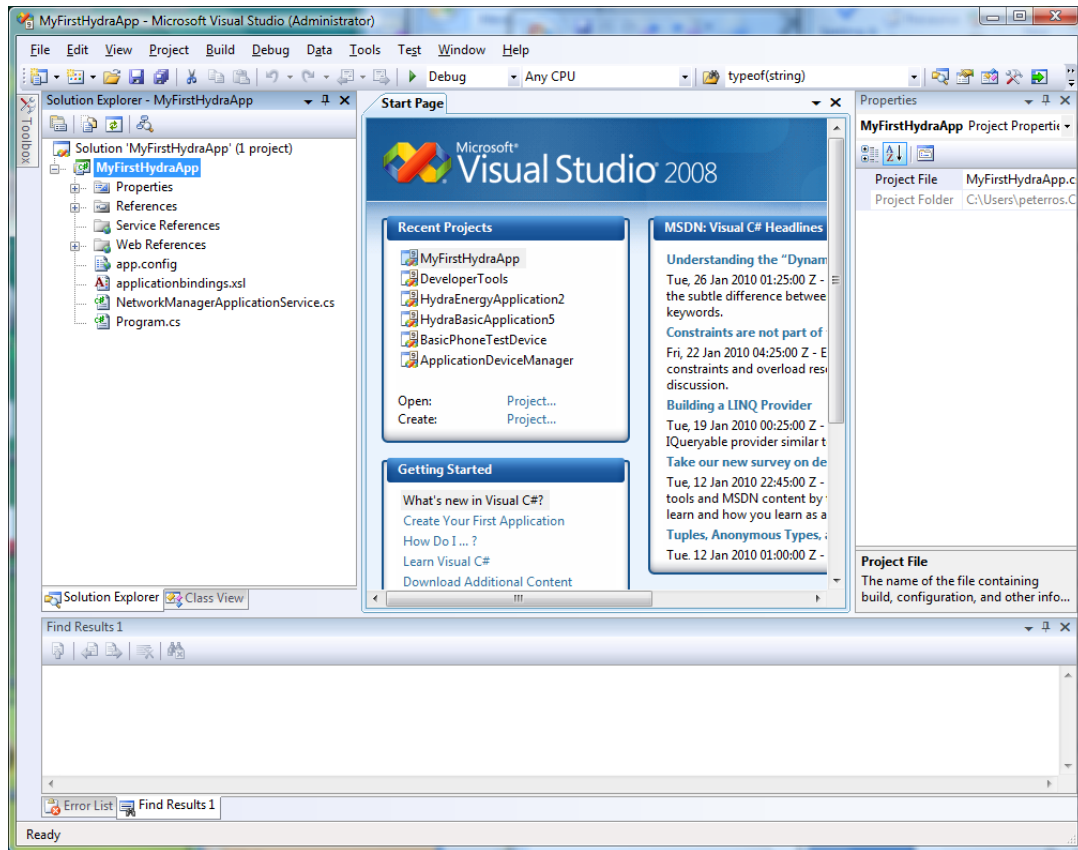 MyFirstHydraApp - Microsoft Visual Studio (Administrator)
File Edit View Project Build Debug Data Tools Test Window Help
Debug Any CPU typeof(string)
Toolbox
Solution Explorer - MyFirstHydraApp
Solution 'MyFirstHydraApp' (1 project)
MyFirstHydraApp
Properties
References
Service References
Web References
app.config
applicationbindings.xsl
NetworkManagerApplicationService.cs
Program.cs
Solution Explorer Class View
Start Page
Microsoft®
Visual Studio® 2008
Recent Projects
MyFirstHydraApp
DeveloperTools
HydraEnergyApplication2
HydraBasicApplication5
BasicPhoneTestDevice
ApplicationDeviceManager
Open: Project...
Create: Project...
Getting Started
What's new in Visual C#?
Create Your First Application
How Do I ... ?
Learn Visual C#
Download Additional Content
MSDN: Visual C# Headlines
Understanding the “Dynam
Tue, 26 Jan 2010 01:25:00 Z -
the subtle difference betwee
keywords.
Constraints are not part of
Fri, 22 Jan 2010 04:25:00 Z - E
constraints and overload res
discussion.
Building a LINQ Provider
Tue, 19 Jan 2010 00:25:00 Z -
IQueryable provider similar t
Take our new survey on de
Tue, 12 Jan 2010 22:45:00 Z -
tools and MSDN content by
learn and how you learn as a
Tuples, Anonymous Types,
Tue. 12 Jan 2010 01:00:00 Z -
Properties
MyFirstHydraApp Project Propertie
Project File MyFirstHydraApp.c
Project Folder C:\Users\peterros.C
Project File
The name of the file containing
build, configuration, and other info...
Find Results 1
Error List Find Results 1
Ready